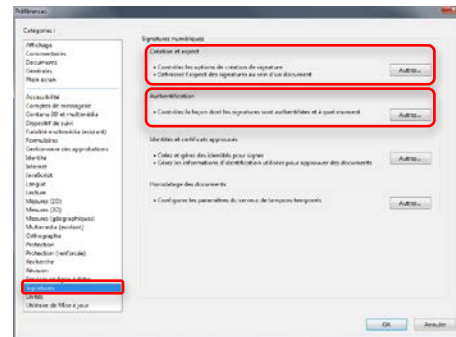 Préférences
Catégories :
Affichage
Commentaires
Documents
Générales
Plein écran
Accessibilité
Comptes de messagerie
Contenu 3D et multimédia
Dispositif de suivi
Fiabilité multimédia (existant)
Formulaires
Gestionnaire des approbations
Identité
Internet
JavaScript
Langue
Lecture
Mesures (2D)
Mesures (3D)
Mesures (géographiques)
Multimédia (existant)
Orthographe
Protection
Protection (renforcée)
Recherche
Révision
Signatures
Unités
Utilitaire de Mise à jour
Signatures numériques
Création et aspect
• Contrôlez les options de création de signature
• Définissez l'aspect des signatures au sein d'un document
Autres...
Authentification
• Contrôlez la façon dont les signatures sont authentifiées et à quel moment
Autres...
Identités et certificats approuvés
• Créez et gérez des identités pour signer
• Gérez les informations d'identification utilisées pour approuver des documents
Autres...
Horodatage des documents
• Configurez les paramètres du serveur de tampons temporels
Autres...
OK
Annuler